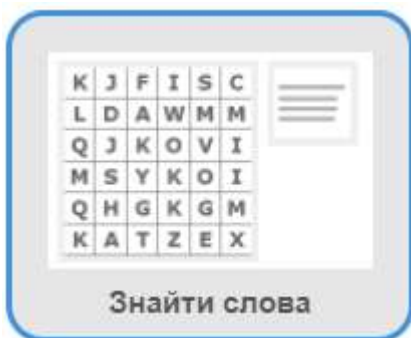 K J F I S C
L D A W M M
Q J K O V I
M S Y K O I
Q H G K G M
K A T Z E X
Знайти слова